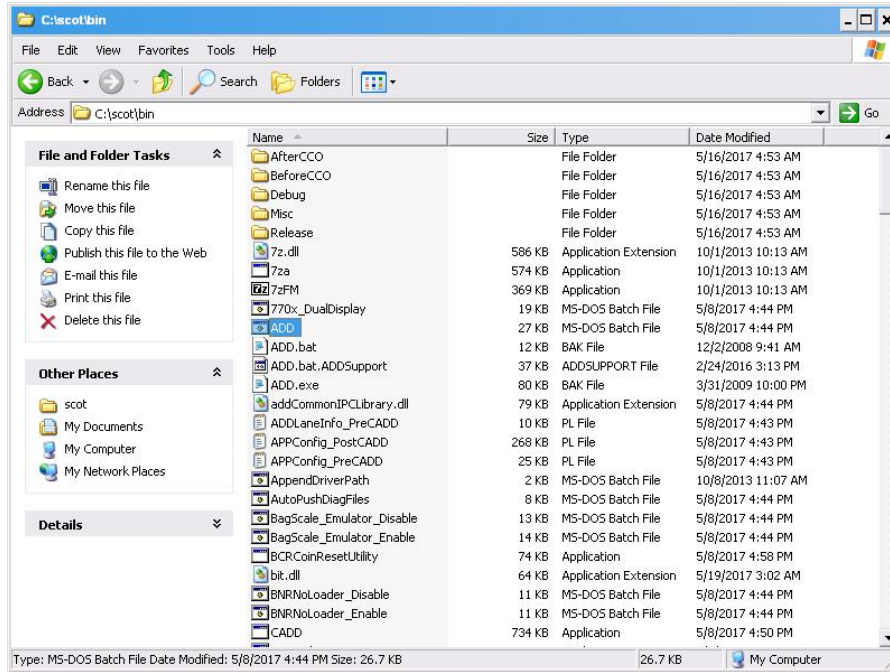 C:\scot\bin
File Edit View Favorites Tools Help
Back Search Folders
Address C:\scot\bin Go
Name Size Type Date Modified
File and Folder Tasks
Rename this file
Move this file
Copy this file
Publish this file to the Web
E-mail this file
Print this file
Delete this file
Other Places
scot
My Documents
My Computer
My Network Places
Details
AfterCCO File Folder 5/16/2017 4:53 AM
BeforeCCO File Folder 5/16/2017 4:53 AM
Debug File Folder 5/16/2017 4:53 AM
Misc File Folder 5/16/2017 4:53 AM
Release File Folder 5/16/2017 4:53 AM
7z.dll 586 KB Application Extension 10/1/2013 10:13 AM
7za 574 KB Application 10/1/2013 10:13 AM
7zFM 369 KB Application 10/1/2013 10:13 AM
770x_DualDisplay 19 KB MS-DOS Batch File 5/8/2017 4:44 PM
ADD 27 KB MS-DOS Batch File 5/8/2017 4:44 PM
ADD.bat 12 KB BAK File 12/2/2008 9:41 AM
ADD.bat.ADDSupport 37 KB ADDSUPPORT File 2/24/2016 3:13 PM
ADD.exe 80 KB BAK File 3/31/2009 10:00 PM
addCommonIPCLibrary.dll 79 KB Application Extension 5/8/2017 4:44 PM
ADDLaneInfo_PreCADD 10 KB PL File 5/8/2017 4:43 PM
APPConfig_PostCADD 268 KB PL File 5/8/2017 4:43 PM
APPConfig_PreCADD 25 KB PL File 5/8/2017 4:43 PM
AppendDriverPath 2 KB MS-DOS Batch File 10/8/2013 11:07 AM
AutoPushDiagFiles 8 KB MS-DOS Batch File 5/8/2017 4:44 PM
BagScale_Emulator_Disable 13 KB MS-DOS Batch File 5/8/2017 4:44 PM
BagScale_Emulator_Enable 14 KB MS-DOS Batch File 5/8/2017 4:44 PM
BCRCoinResetUtility 74 KB Application 5/8/2017 4:58 PM
bit.dll 64 KB Application Extension 5/19/2017 3:02 AM
BNRNoLoader_Disable 11 KB MS-DOS Batch File 5/8/2017 4:44 PM
BNRNoLoader_Enable 11 KB MS-DOS Batch File 5/8/2017 4:44 PM
CADD 734 KB Application 5/8/2017 4:50 PM
Type: MS-DOS Batch File Date Modified: 5/8/2017 4:44 PM Size: 26.7 KB 26.7 KB My Computer